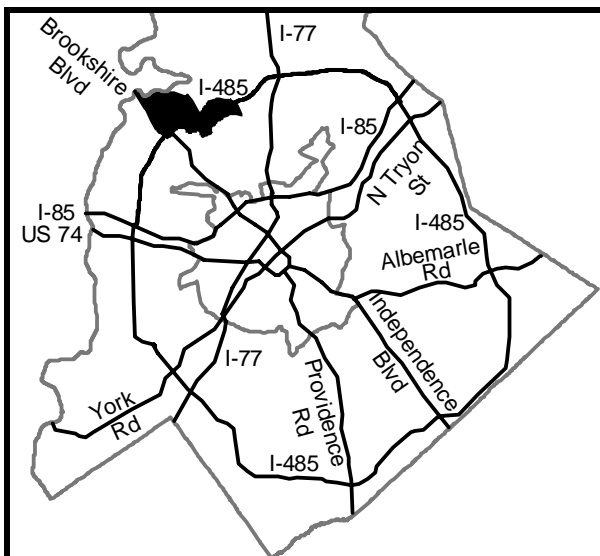 I-77
Brookshire
Blvd
I-485
I-85
N Tryon
St
I-85
US 74
I-485
Albemarle
Rd
Independence
Blvd
I-77
Providence
Rd
York
Rd
I-485